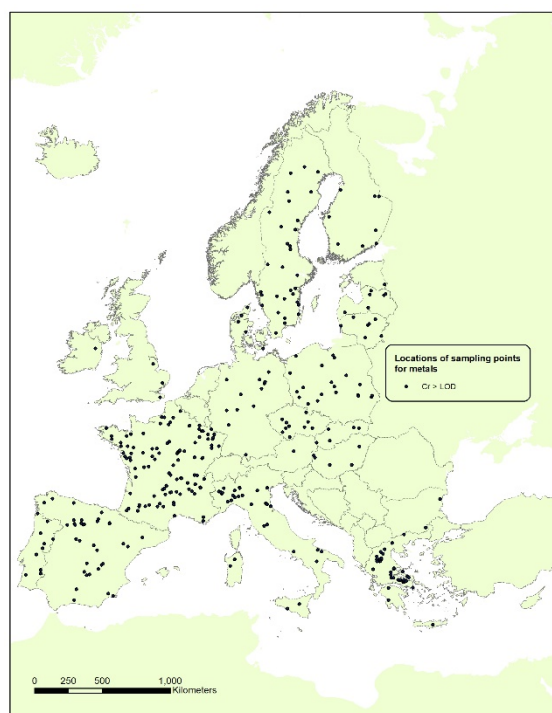 Locations of sampling points
for metals
Cr > LOD
0 250 500 1,000
Kilometers